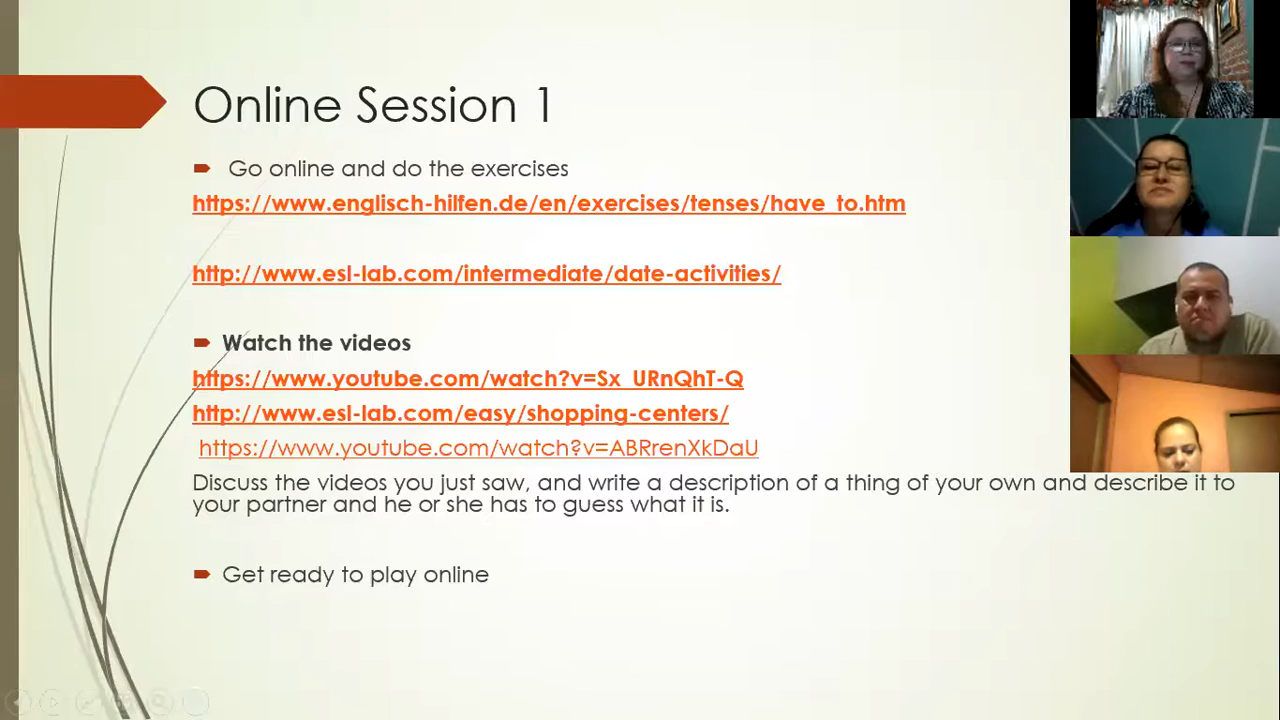 Online Session 1
Go online and do the exercises
https://www.englisch-hilfen.de/en/exercises/tenses/have_to.htm
http://www.esl-lab.com/intermediate/date-activities/
Watch the videos
https://www.youtube.com/watch?v=Sx_URnQhT-Q
http://www.esl-lab.com/easy/shopping-centers/
https://www.youtube.com/watch?v=ABRrenXkDaU
Discuss the videos you just saw, and write a description of a thing of your own and describe it to
your partner and he or she has to guess what it is.
Get ready to play online